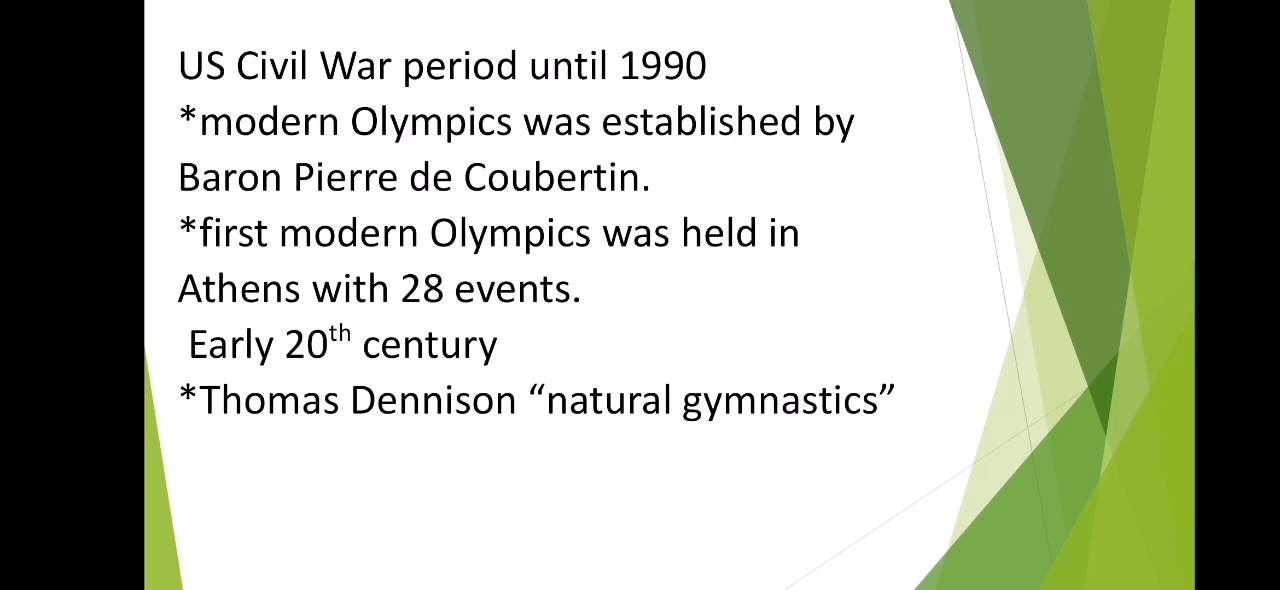 US Civil War period until 1990
*modern Olympics was established by
Baron Pierre de Coubertin.
*first modern Olympics was held in
Athens with 28 events.
Early 20th century
*Thomas Dennison “natural gymnastics”